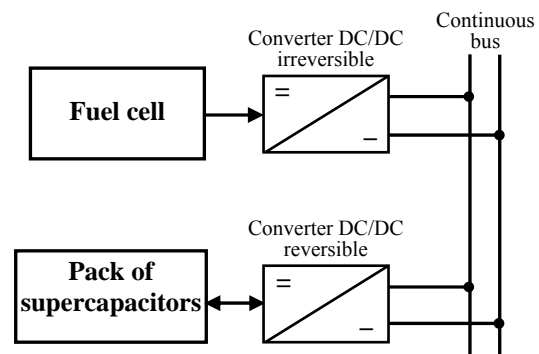 Continuous
bus
Converter DC/DC
irreversible
Fuel cell
=
–
Converter DC/DC
reversible
Pack of
supercapacitors
=
–